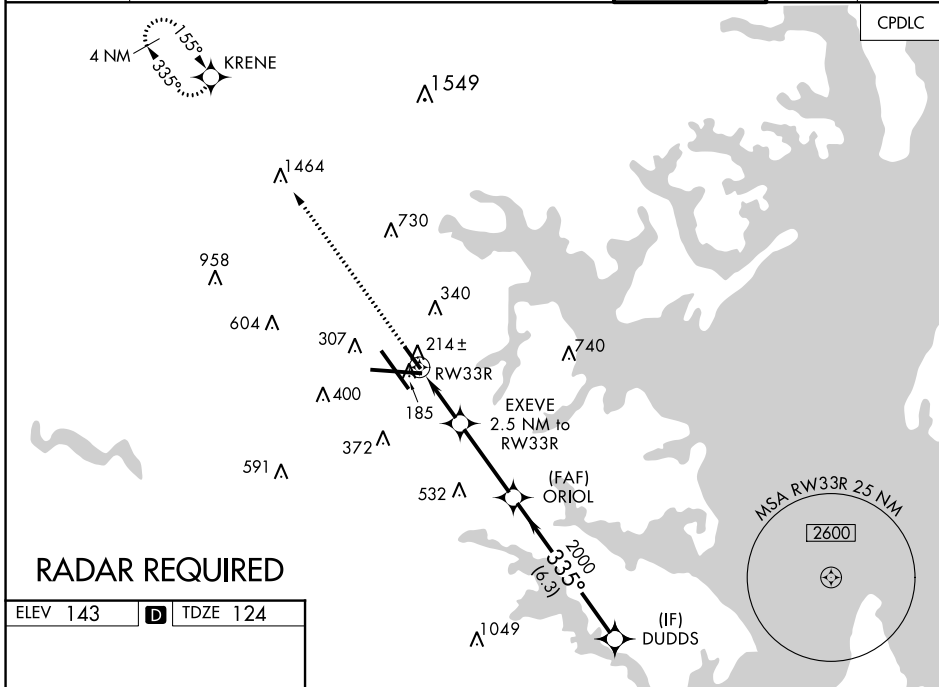 CPDLC
4 NM
155°
335°
KRENE
1549
1464
730
958
340
604
307
214±
740
RW33R
400
185
EXEVE
2.5 NM to
RW33R
372
591
532
(FAF)
ORIOL
MSA RW33R 25 NM
2600
2000
335°
(6.3)
RADAR REQUIRED
ELEV 143 D TDZE 124
1049
(IF)
DUDDS